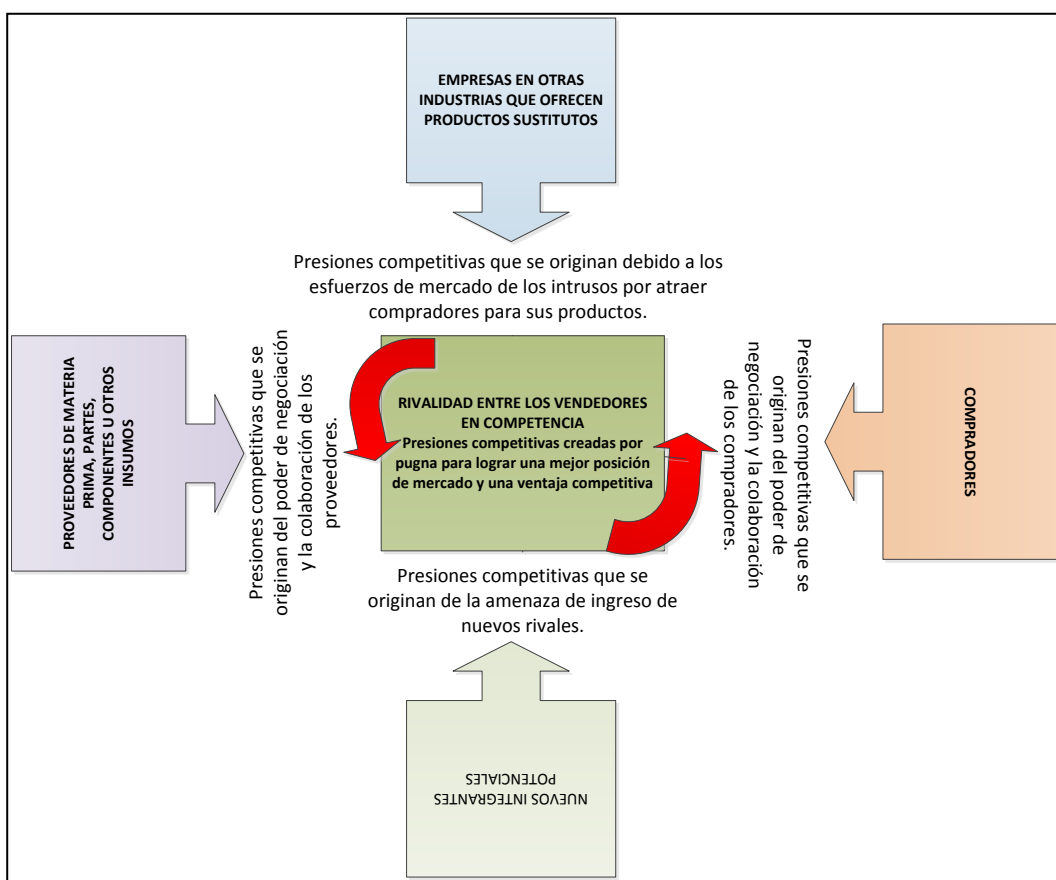 EMPRESAS EN OTRAS
INDUSTRIAS QUE OFRECEN
PRODUCTOS SUSTITUTOS
Presiones competitivas que se originan debido a los
esfuerzos de mercado de los intrusos por atraer
compradores para sus productos.
PROVEEDORES DE MATERIA
PRIMA, PARTES,
COMPONENTES U OTROS
INSUMOS
Presiones competitivas que se
originan del poder de negociación
y la colaboración de los
proveedores.
RIVALIDAD ENTRE LOS VENDEDORES
EN COMPETENCIA
Presiones competitivas creadas por
pugna para lograr una mejor posición
de mercado y una ventaja competitiva
Presiones competitivas que se
originan del poder de
negociación y la colaboración
de los compradores.
COMPRADORES
Presiones competitivas que se
originan de la amenaza de ingreso de
nuevos rivales.
NUEVOS INTEGRANTES
POTENCIALES